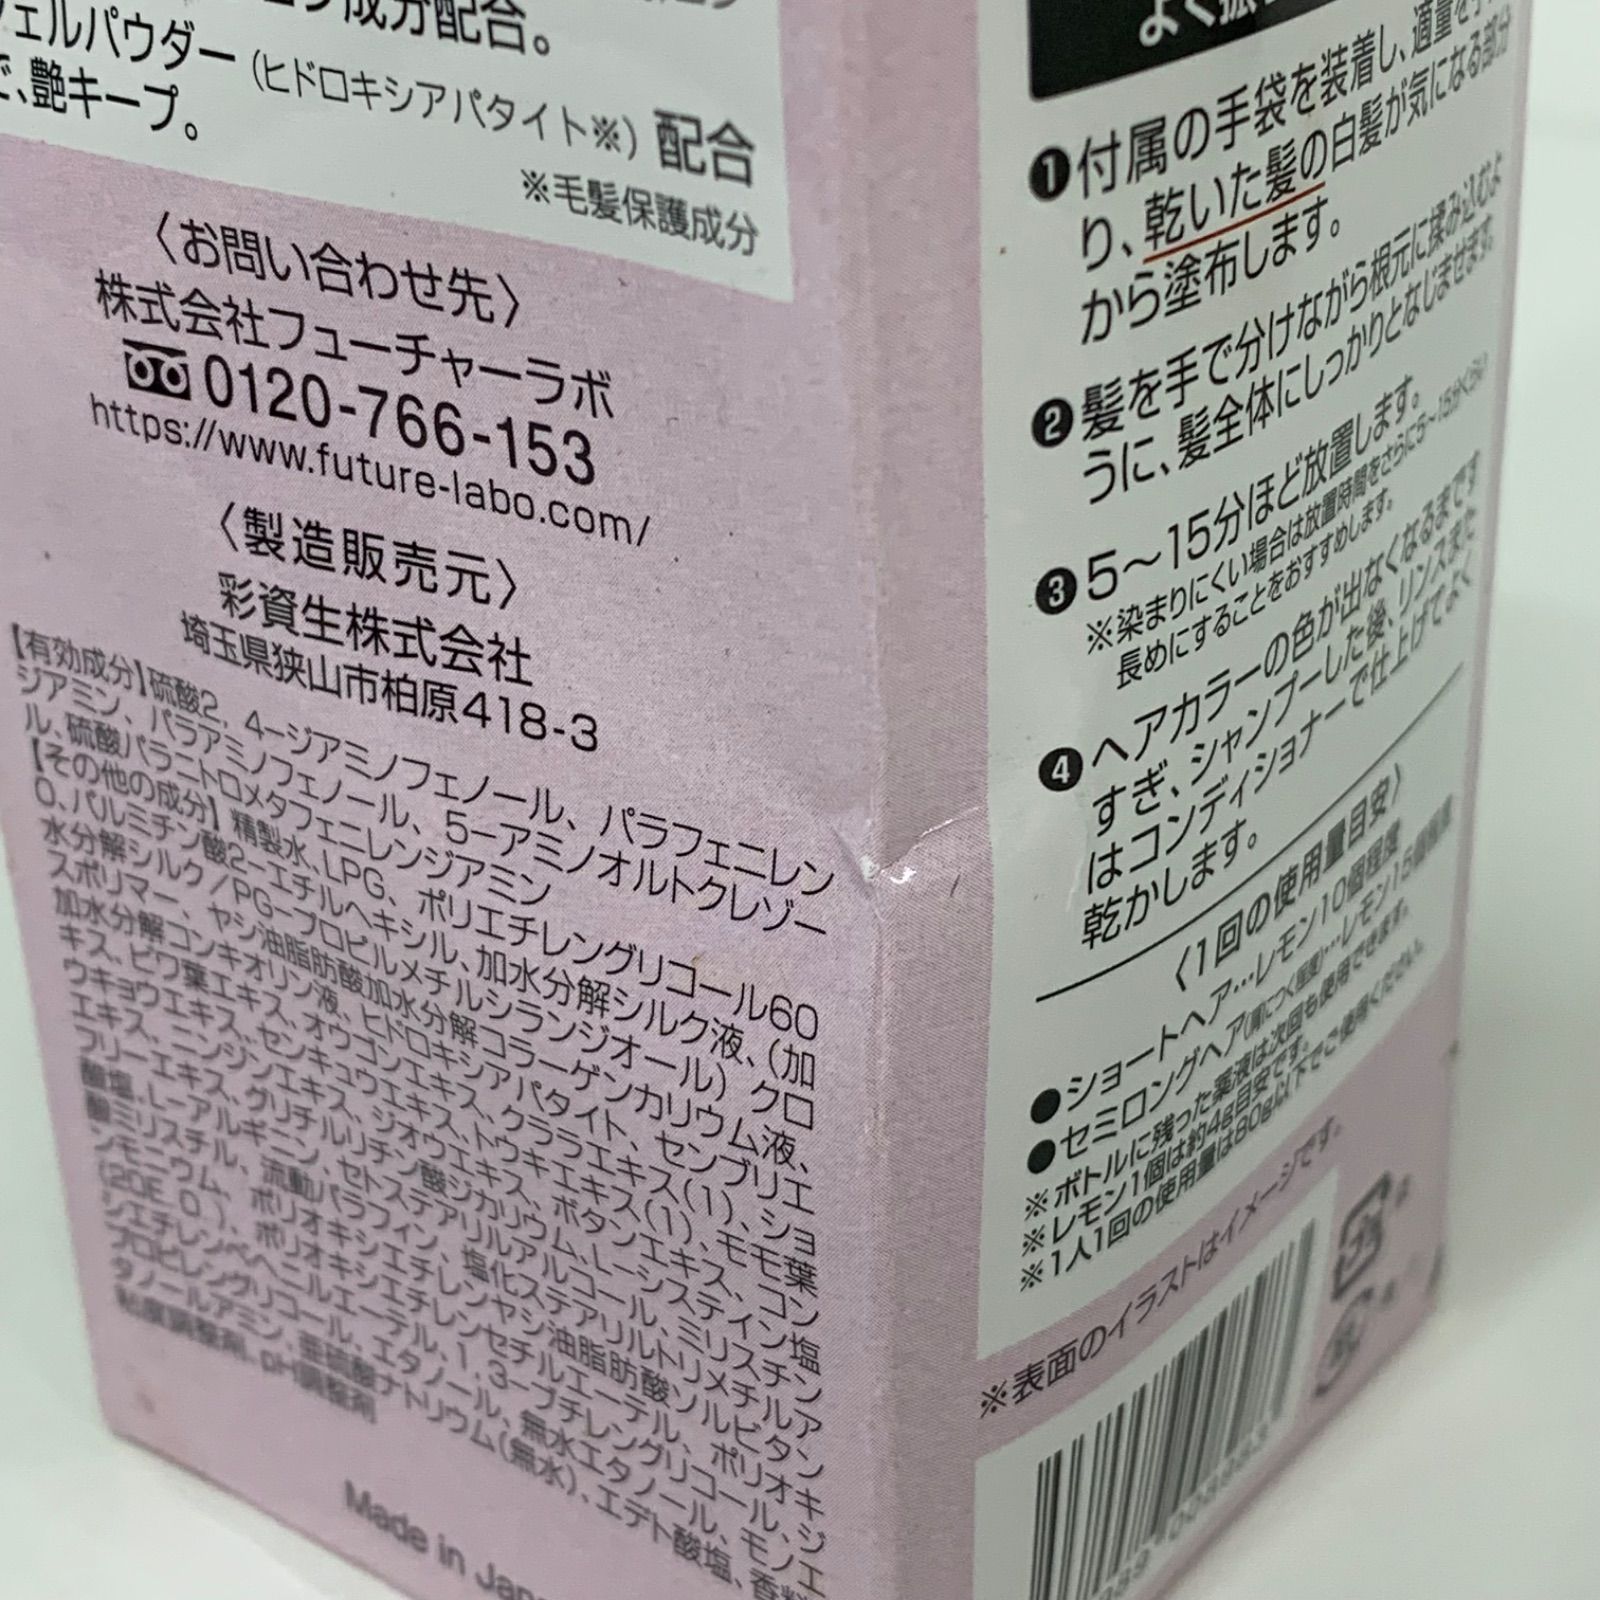 成分配合。
ェルパウダー(ヒドロキシアパタイト※)配合
で、艶キープ。
※毛髪保護成分
〈お問い合わせ先〉
株式会社フューチャーラボ
0120-766-153
https://www.future-labo.com/
〈製造販売元〉
彩資生株式会社
埼玉県狭山市柏原418-3
【有効成分】硫酸2, 4-ジアミノフェノール、パラフェニレン
ジアミン、パラアミノフェノール、5-アミノオルトクレゾー
ル、硫酸パラニトロメタフェニレンジアミン
【その他の成分】精製水、LPG、ポリエチレングリコール60
0、パルミチン酸2-エチルヘキシル、加水分解シルク液、(加
水分解シルク/PG-プロピルメチルシランジオール)クロ
スポリマー、ヤシ油脂肪酸加水分解コラーゲンカリウム液、
加水分解コンキオリン液、ヒドロキシアパタイト、センブリエ
キス、ビワ葉エキス、オウゴンエキス、クララエキス(1)、ショ
ウキョウエキス、センキュウエキス、トウキエキス(1)、モモ葉
エキス、ニンジンエキス、ジオウエキス、ボタンエキス、コン
フリーエキス、グリチルリチン酸ジカリウム、L-システイン塩
酸塩、L-アルギニン、セトステアリルアルコール、ミリスチン
酸ミリスチル、流動パラフィン、塩化ステアリルトリメチルア
ンモニウム、ポリオキシエチレンヤシ油脂肪酸ソルビタン
(20E.O.)、ポリオキシエチレンセチルエーテル、ポリオキ
シエチレンベヘニルエーテル、1,3-ブチレングリコール、ジ
プロピレングリコール、エタノール、無水エタノール、モノエ
タノールアミン、亜硫酸ナトリウム(無水)、エデト酸塩、香料
粘度調整剤、pH調整剤
Made in Japa
よく振
❶付属の手袋を装着し、適量を手
り、乾いた髪の白髪が気になる部分
から塗布します。
❷髪を手で分けながら根元に揉み込むよ
うに、髪全体にしっかりとなじませます。
❸5〜15分ほど放置します。
※染まりにくい場合は放置時間をさらに5〜15分くらい
長めにすることをおすすめします。
❹ヘアカラーの色が出なくなるまです
すぎ、シャンプーした後、リンスまた
はコンディショナーで仕上げてよく
乾かします。
〈1回の使用量目安〉
●ショートヘア…レモン10個程度
●セミロングヘア(肩につく程度)…レモン15個程度
※ボトルに残った薬液は次回も使用できます。
※レモン1個は約4g目安です。
※1人1回の使用量は80g以下でご使用ください。
※表面のイラストはイメージです。